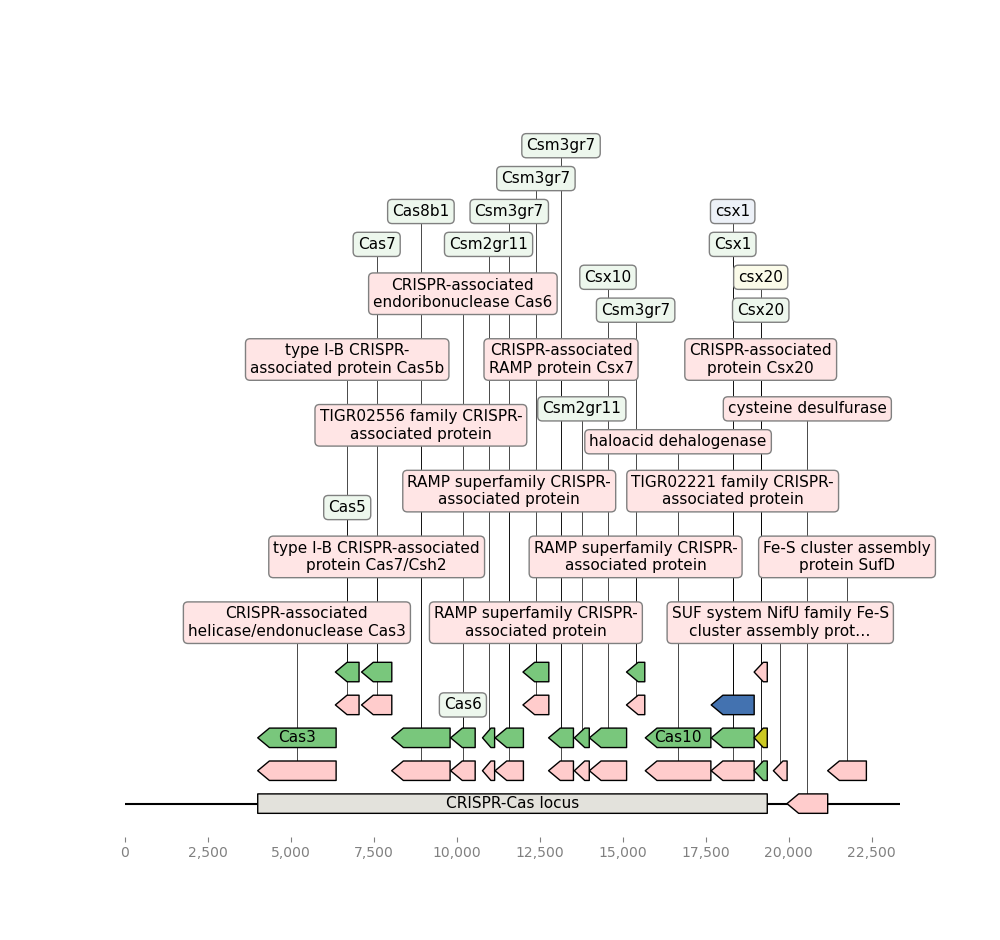 Csm3gr7
Csm3gr7
Cas8b1
Csm3gr7
csx1
Cas7
Csm2gr11
Csx1
Csx10
csx20
CRISPR-associated
endoribonuclease Cas6
Csm3gr7
Csx20
type I-B CRISPR-
associated protein Cas5b
CRISPR-associated
RAMP protein Csx7
CRISPR-associated
protein Csx20
Csm2gr11
cysteine desulfurase
TIGR02556 family CRISPR-
associated protein
haloacid dehalogenase
RAMP superfamily CRISPR-
associated protein
TIGR02221 family CRISPR-
associated protein
Cas5
type I-B CRISPR-associated
protein Cas7/Csh2
RAMP superfamily CRISPR-
associated protein
Fe-S cluster assembly
protein SufD
CRISPR-associated
helicase/endonuclease Cas3
RAMP superfamily CRISPR-
associated protein
SUF system NifU family Fe-S
cluster assembly prot...
Cas6
Cas3
Cas10
CRISPR-Cas locus
0
2,500
5,000
7,500
10,000
12,500
15,000
17,500
20,000
22,500